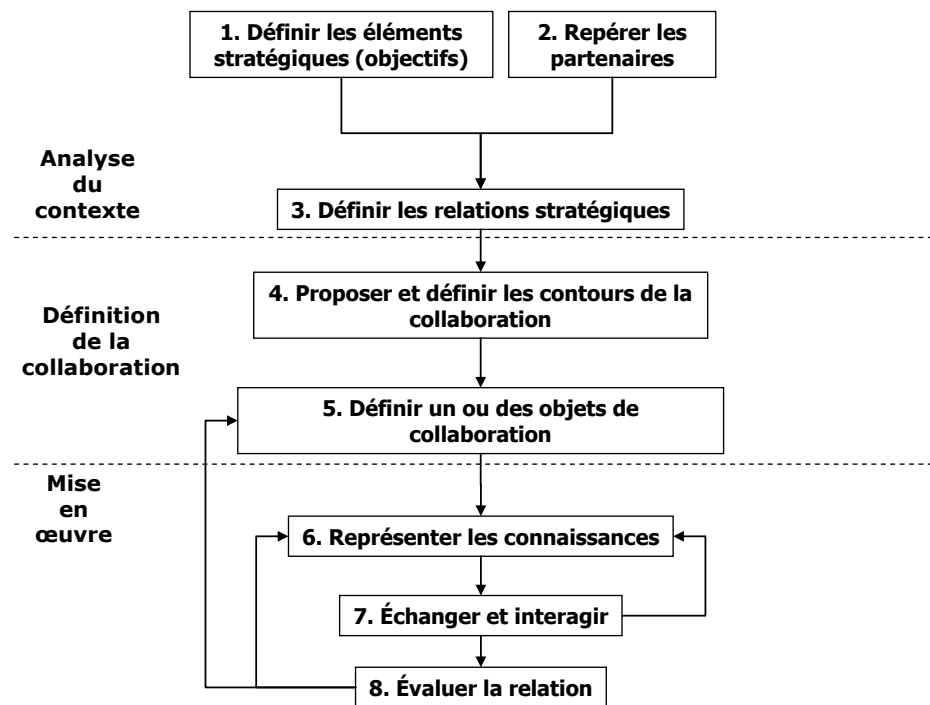 1. Définir les éléments
stratégiques (objectifs)
2. Repérer les
partenaires
Analyse
du
contexte
3. Définir les relations stratégiques
4. Proposer et définir les contours de la
collaboration
Définition
de la
collaboration
5. Définir un ou des objets de
collaboration
Mise
en
œuvre
6. Représenter les connaissances
7. Échanger et interagir
8. Évaluer la relation